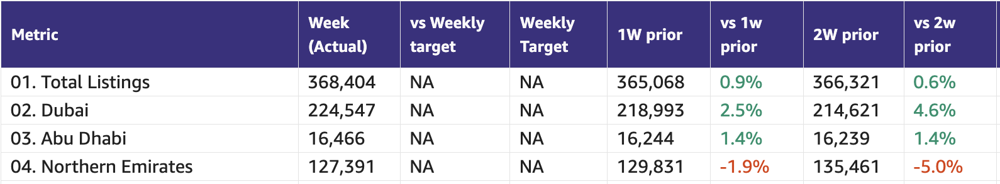 Metric Week (Actual) vs Weekly target Weekly Target 1W prior vs 1w prior 2W prior vs 2w prior
01. Total Listings 368,404 NA NA 365,068 0.9% 366,321 0.6%
02. Dubai 224,547 NA NA 218,993 2.5% 214,621 4.6%
03. Abu Dhabi 16,466 NA NA 16,244 1.4% 16,239 1.4%
04. Northern Emirates 127,391 NA NA 129,831 -1.9% 135,461 -5.0%